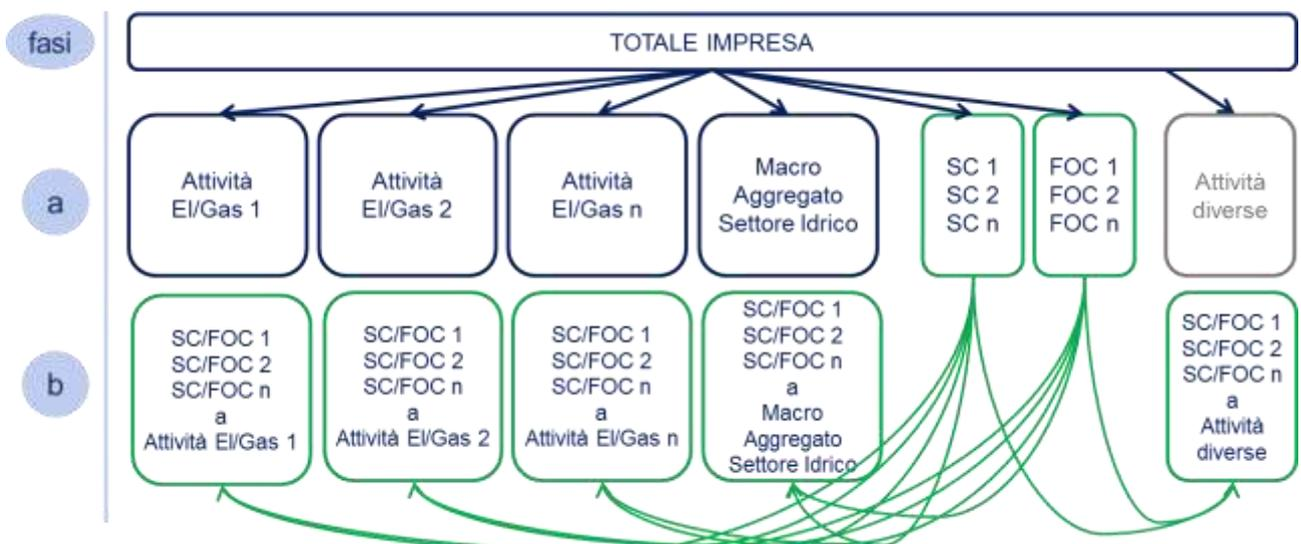 fasi
TOTALE IMPRESA
a
Attività
El/Gas 1
Attività
El/Gas 2
Attività
El/Gas n
Macro
Aggregato
Settore Idrico
SC 1
SC 2
SC n
FOC 1
FOC 2
FOC n
Attività
diverse
b
SC/FOC 1
SC/FOC 2
SC/FOC n
a
Attività El/Gas 1
SC/FOC 1
SC/FOC 2
SC/FOC n
a
Attività El/Gas 2
SC/FOC 1
SC/FOC 2
SC/FOC n
a
Attività El/Gas n
SC/FOC 1
SC/FOC 2
SC/FOC n
a
Macro
Aggregato
Settore Idrico
SC/FOC 1
SC/FOC 2
SC/FOC n
a
Attività
diverse